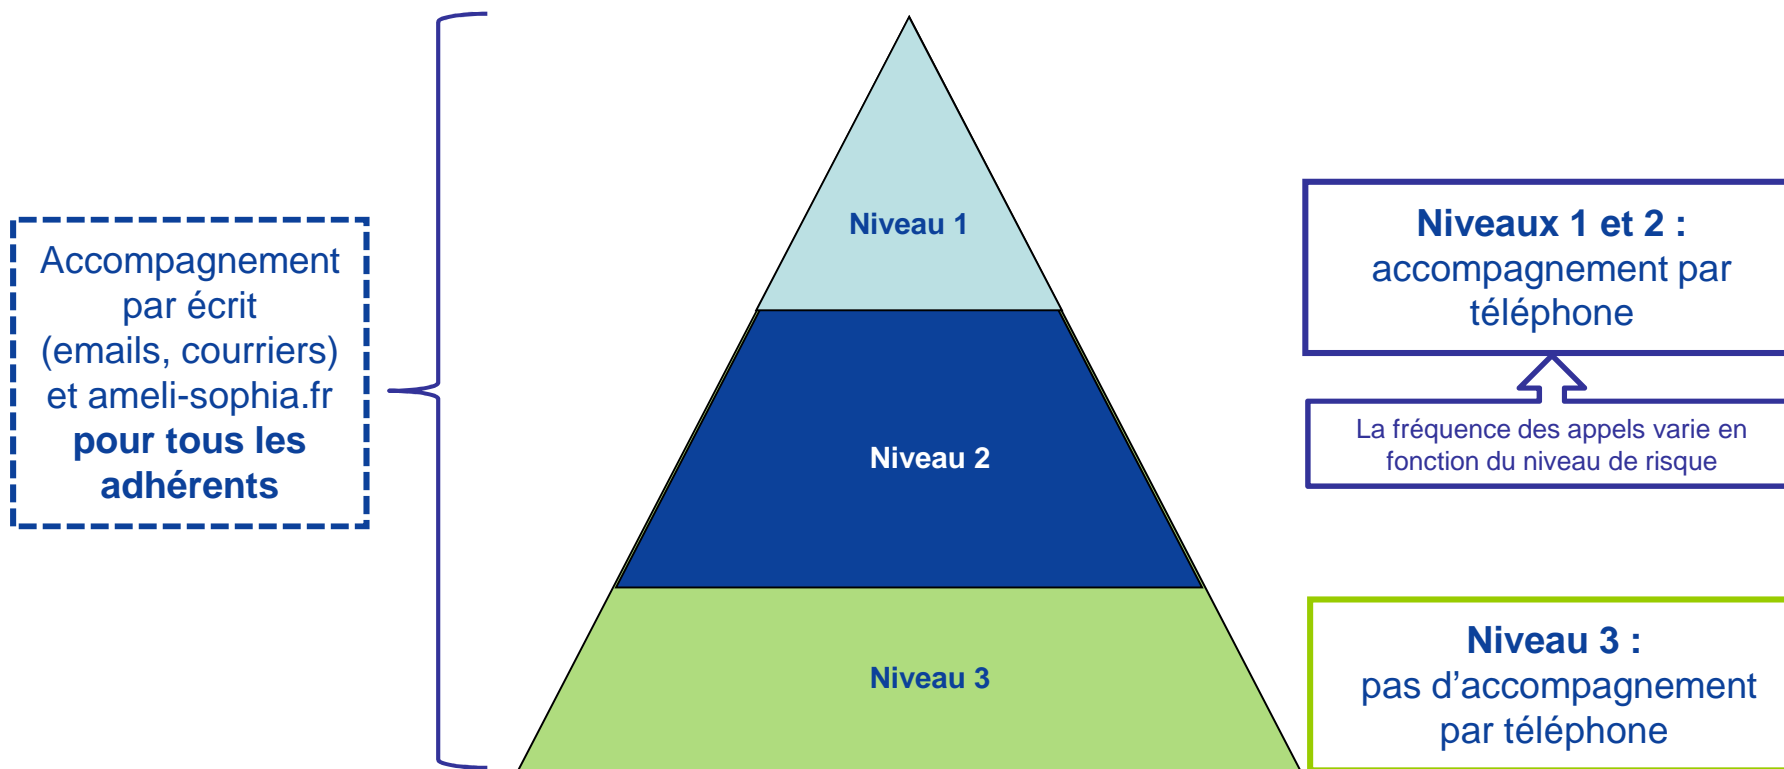 Accompagnement
par écrit
(emails, courriers)
et ameli-sophia.fr
pour tous les
adhérents
Niveau 1
Niveau 2
Niveau 3
Niveaux 1 et 2 :
accompagnement par
téléphone
La fréquence des appels varie en
fonction du niveau de risque
Niveau 3 :
pas d’accompagnement
par téléphone